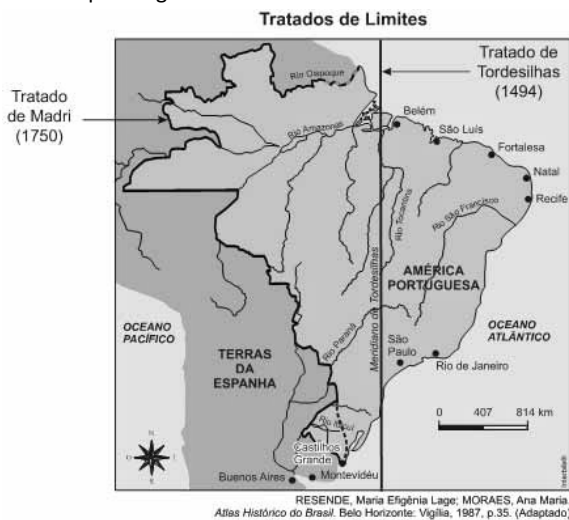 Tratados de Limites
Tratado de
Tordesilhas
(1494)
Tratado
de Madri
(1750)
Rio Oiapoque
Rio Amazonas
Belém
São Luís
Fortalesa
Natal
Recife
Rio Tocantins
Rio São Francisco
Meridiano de Tordesilhas
AMÉRICA
PORTUGUESA
OCEANO
PACÍFICO
OCEANO
ATLÂNTICO
TERRAS
DA
ESPANHA
Rio Paraná
São
Paulo
Rio de Janeiro
Castilhos
Grande
Buenos Aires
Montevidéu
0 407 814 km
N
S
RESENDE, Maria Efigênia Lage; MORAES, Ana Maria.
Atlas Histórico do Brasil. Belo Horizonte: Vigília, 1987, p.35. (Adaptado)